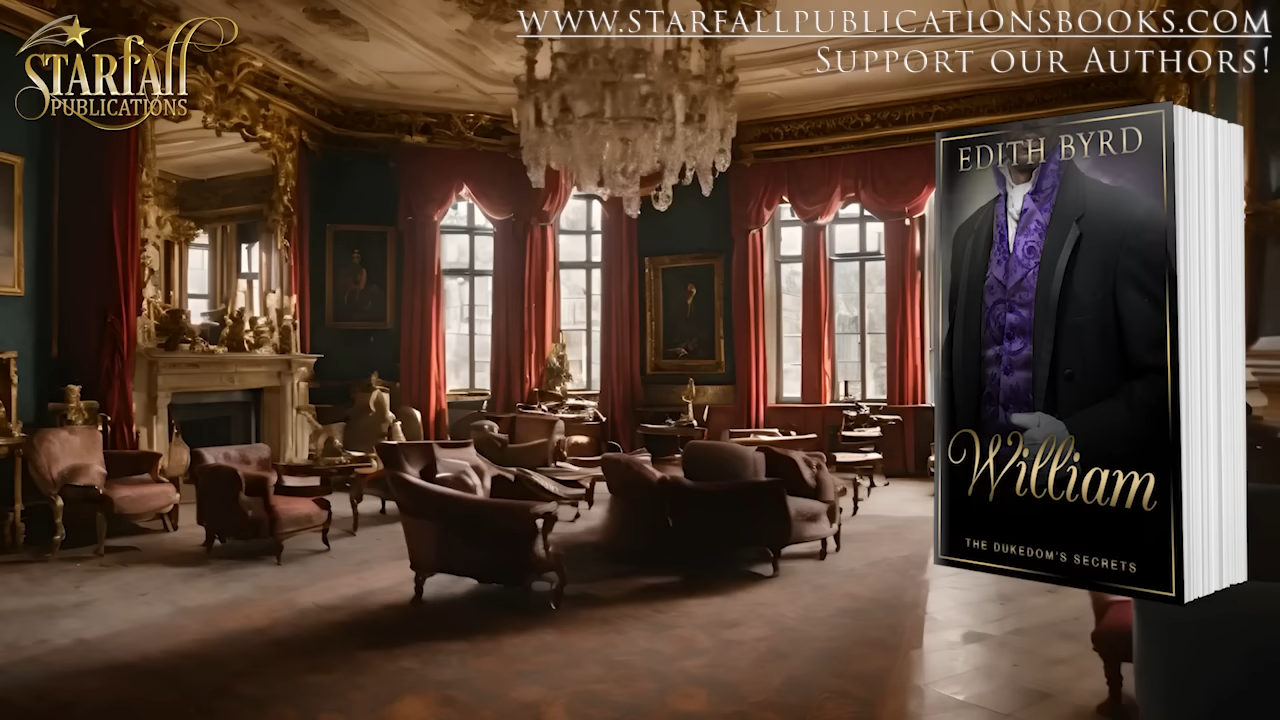 STARfall
PUBLICATIONS
WWW.STARFALLPUBLICATIONSBOOKS.COM
SUPPORT OUR AUTHORS!
EDITH BYRD
William
THE DUKEDOM'S SECRETS